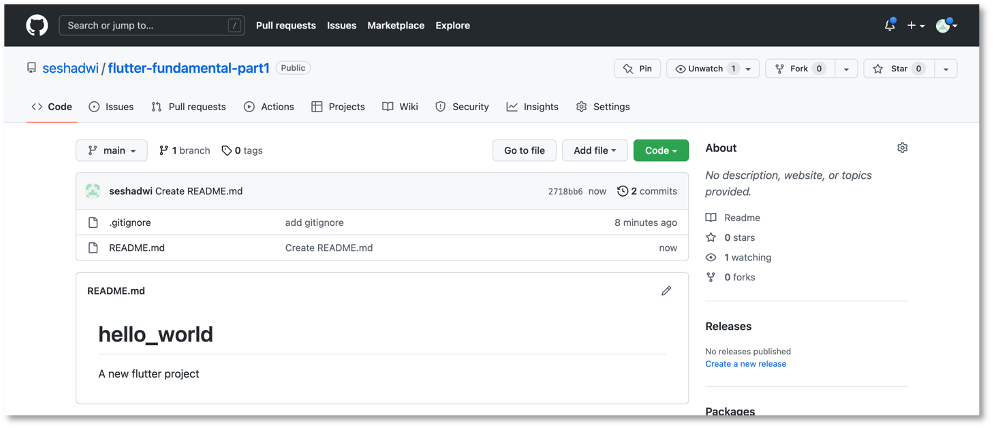 Search or jump to... / Pull requests Issues Marketplace Explore
seshadwi / flutter-fundamental-part1 Public Pin Unwatch 1 Fork 0 Star 0
Code Issues Pull requests Actions Projects Wiki Security Insights Settings
main 1 branch 0 tags Go to file Add file Code
seshadwi Create README.md 2718bb6 now 2 commits
.gitignore add gitignore 8 minutes ago
README.md Create README.md now
README.md
hello_world
A new flutter project
About
No description, website, or topics
provided.
Readme
0 stars
1 watching
0 forks
Releases
No releases published
Create a new release
Packages